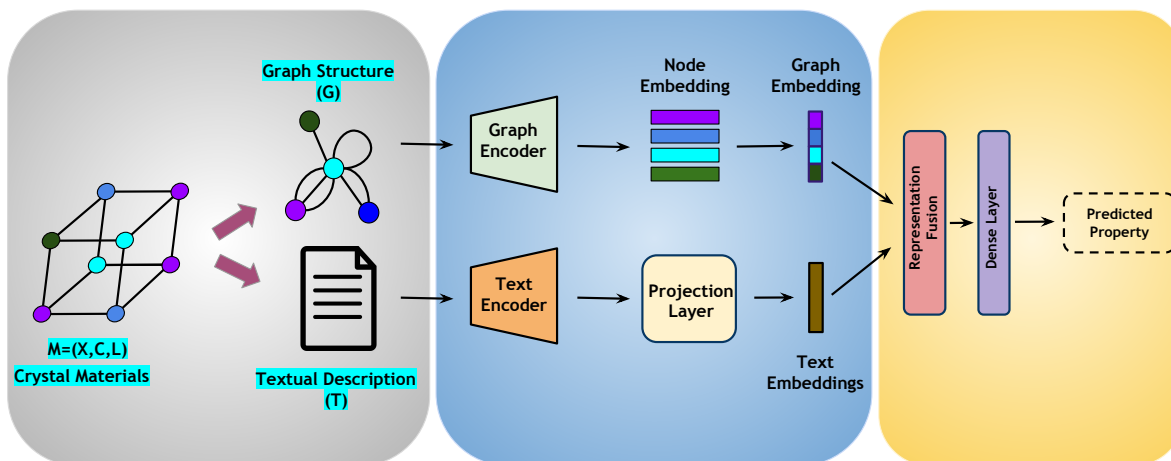 Graph Structure
(G)
M=(X,C,L)
Crystal Materials
Textual Description
(T)
Graph
Encoder
Node
Embedding
Graph
Embedding
Text
Encoder
Projection
Layer
Text
Embeddings
Representation
Fusion
Dense Layer
Predicted
Property